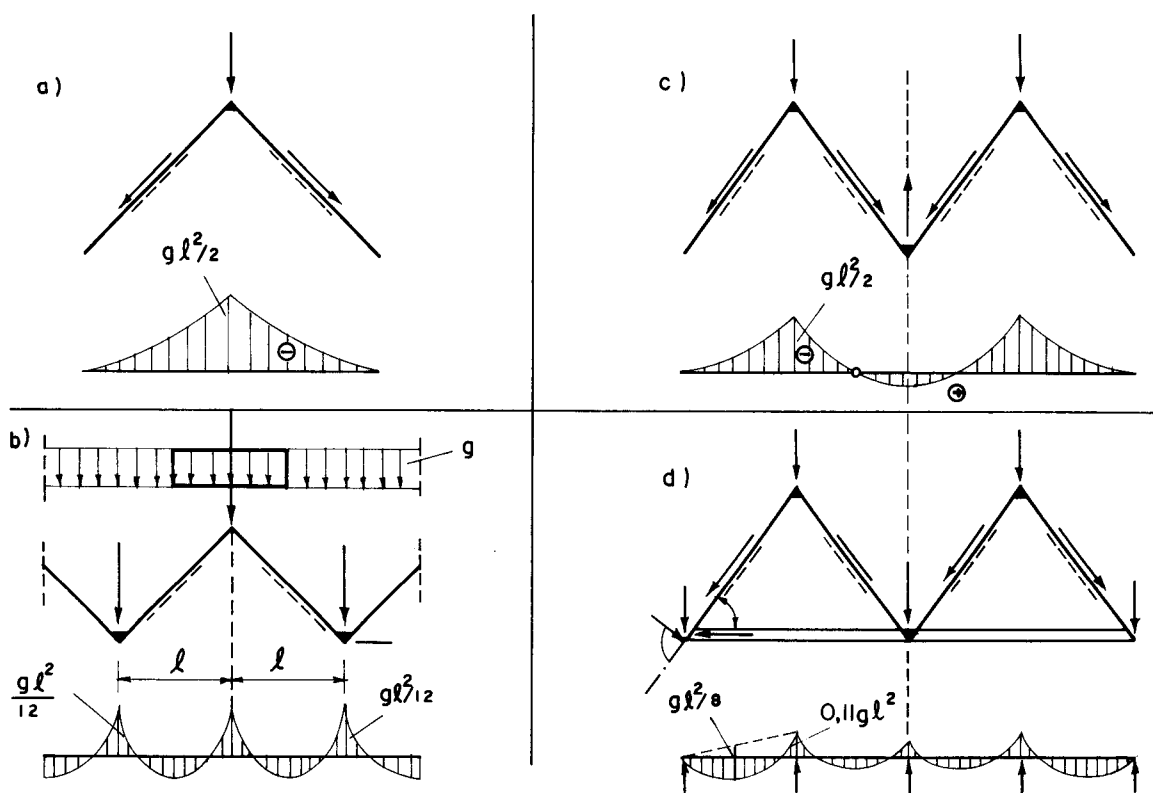 a)
gl²/2
⊖
c)
gl²/2
⊖
⊕
b)
g
l
l
gl²
12
gl²/12
d)
gl²/8
0,11gl²